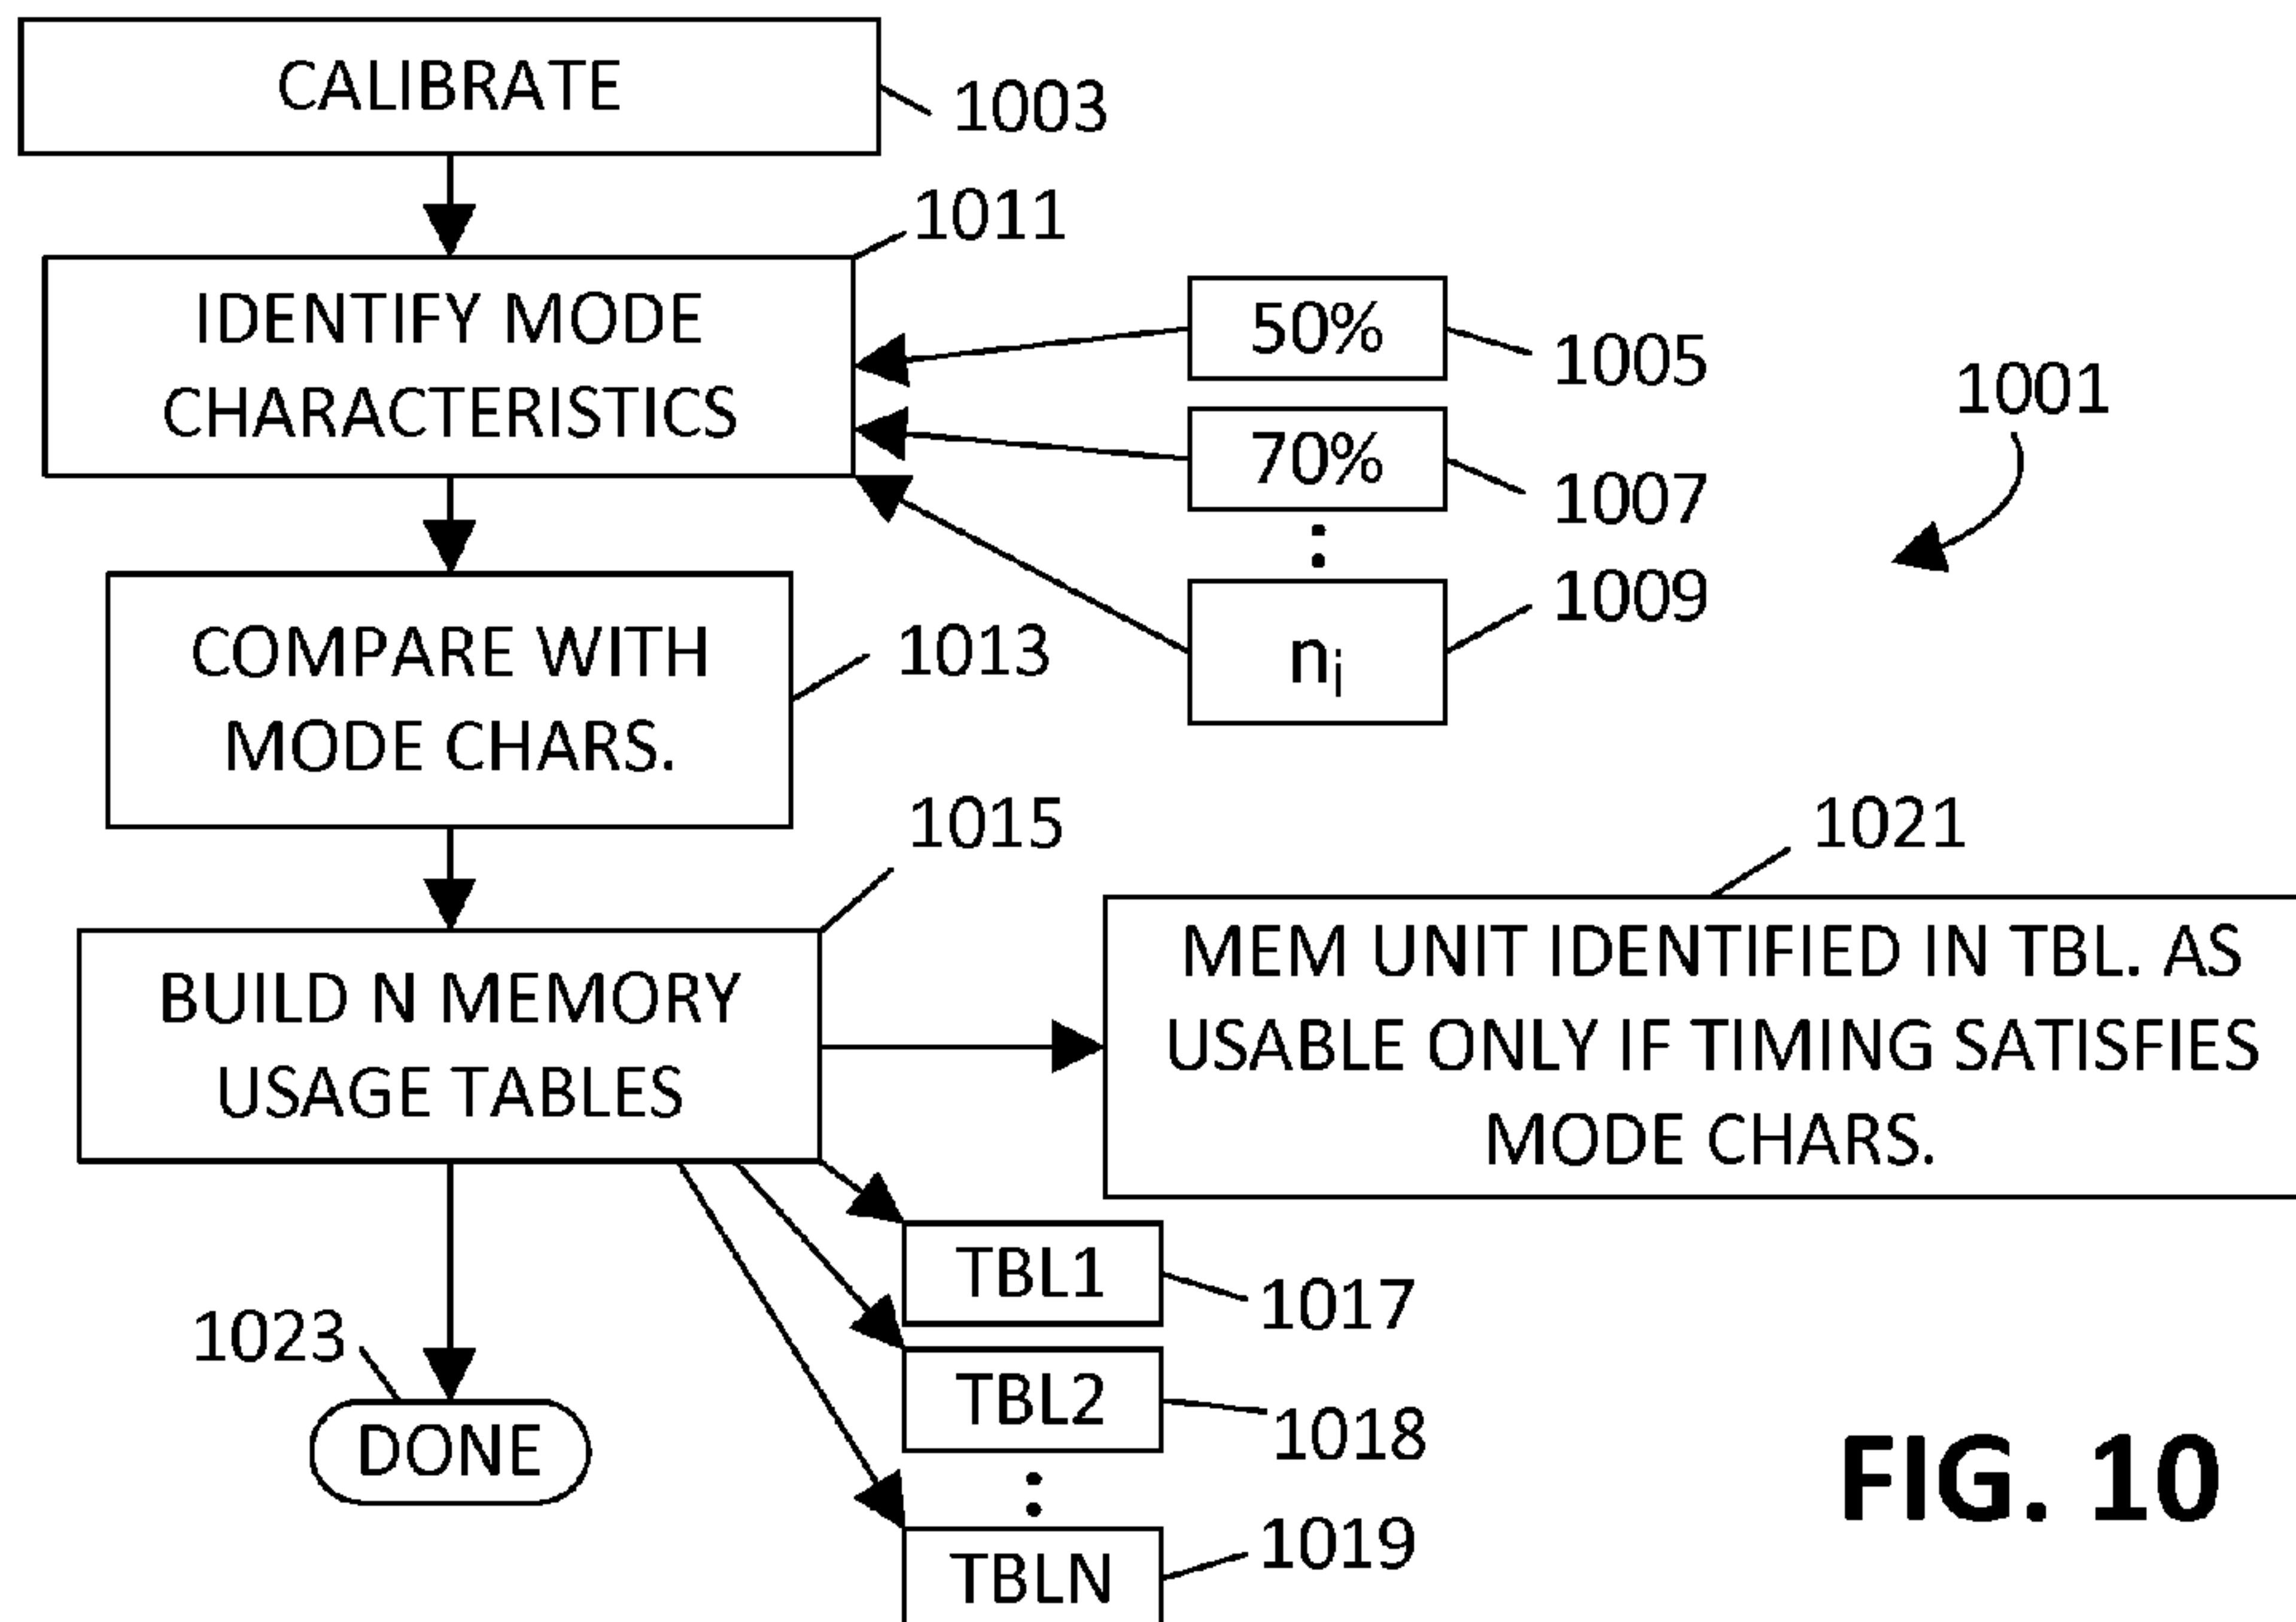 CALIBRATE
1003
1011
IDENTIFY MODE
CHARACTERISTICS
50%
1005
70%
1007
:
nᵢ
1009
1001
COMPARE WITH
MODE CHARS.
1013
1015
BUILD N MEMORY
USAGE TABLES
1021
MEM UNIT IDENTIFIED IN TBL. AS
USABLE ONLY IF TIMING SATISFIES
MODE CHARS.
TBL1
1017
TBL2
1018
:
TBLN
1019
1023
DONE
FIG. 10